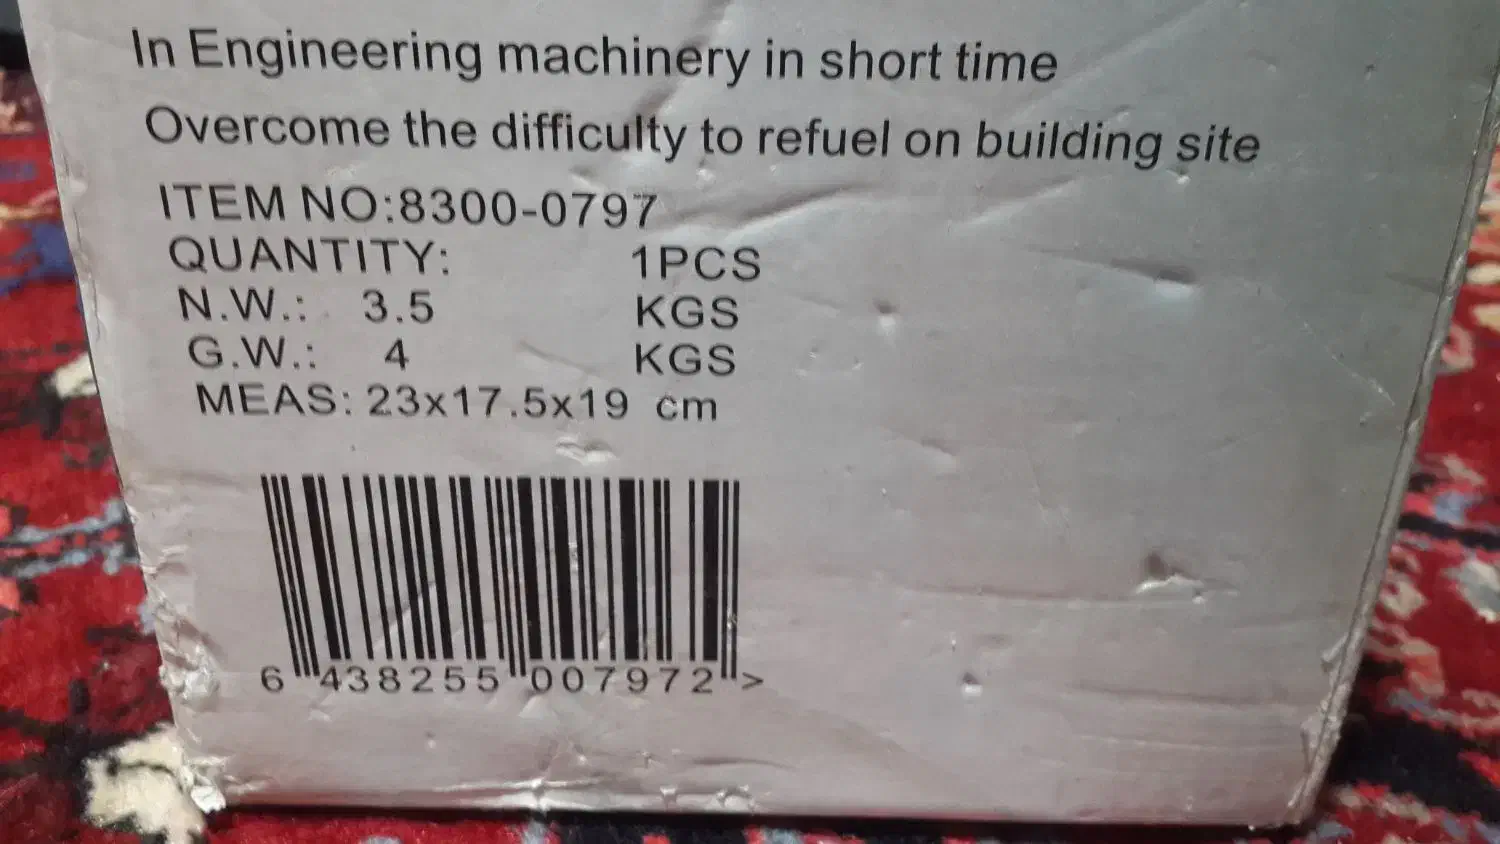 In Engineering machinery in short time
Overcome the difficulty to refuel on building site
ITEM NO:8300-0797
QUANTITY: 1PCS
N.W.: 3.5 KGS
G.W.: 4 KGS
MEAS: 23x17.5x19 cm
6 438255 007972 >